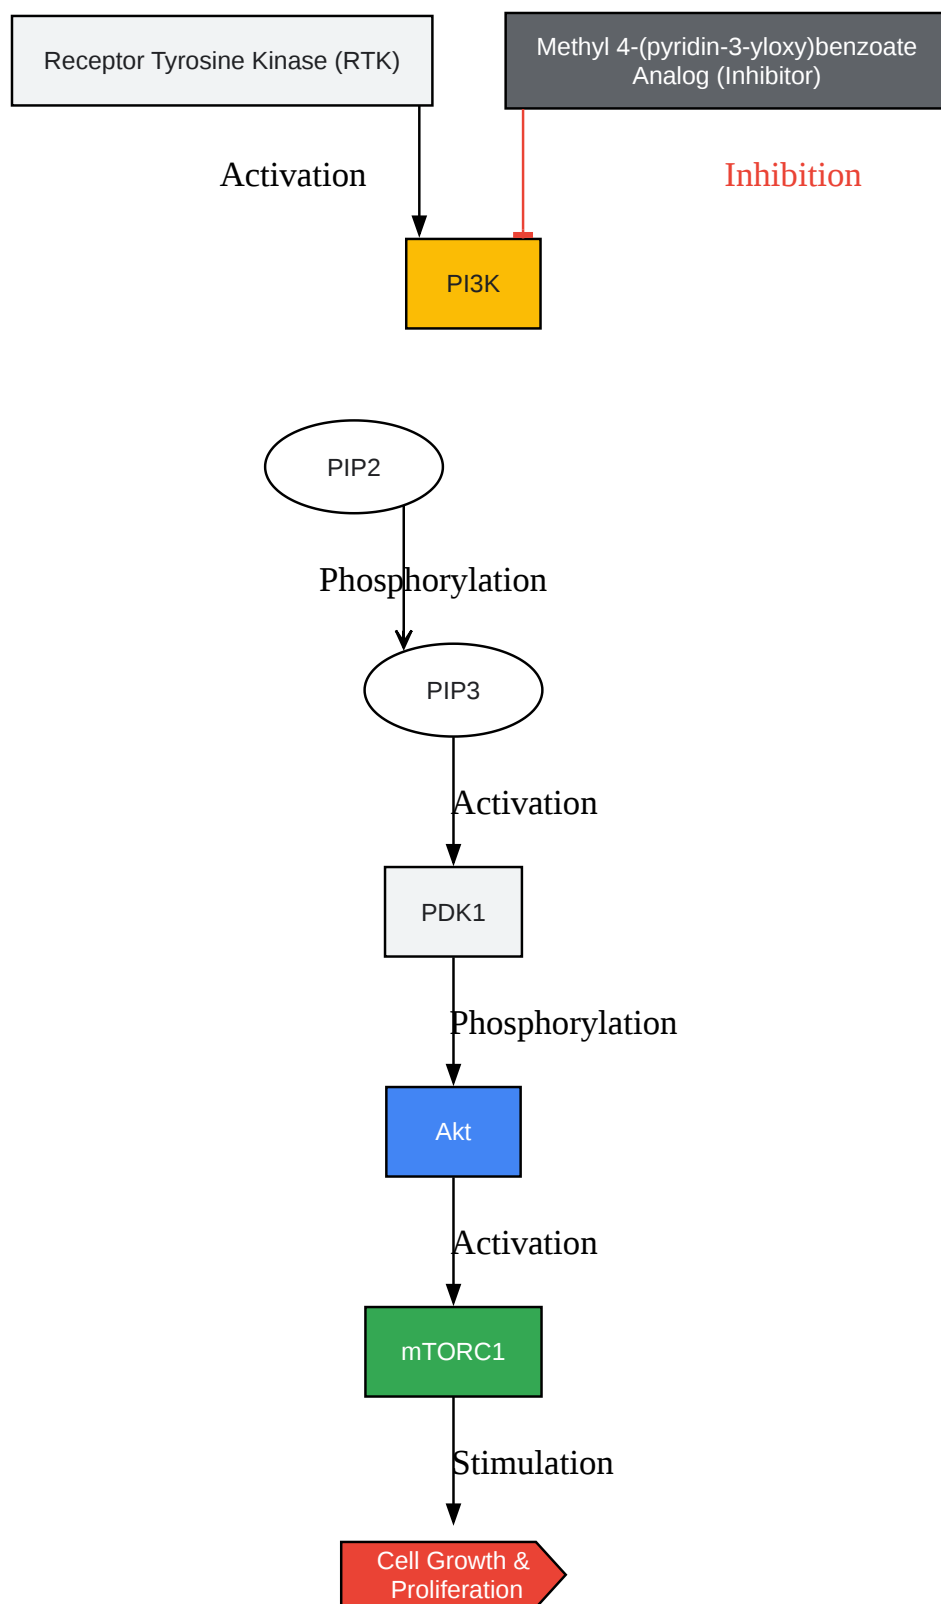 Receptor Tyrosine Kinase (RTK)
Methyl 4-(pyridin-3-yloxy)benzoate
Analog (Inhibitor)
Activation
Inhibition
PI3K
PIP2
Phosphorylation
PIP3
Activation
PDK1
Phosphorylation
Akt
Activation
mTORC1
Stimulation
Cell Growth &
Proliferation